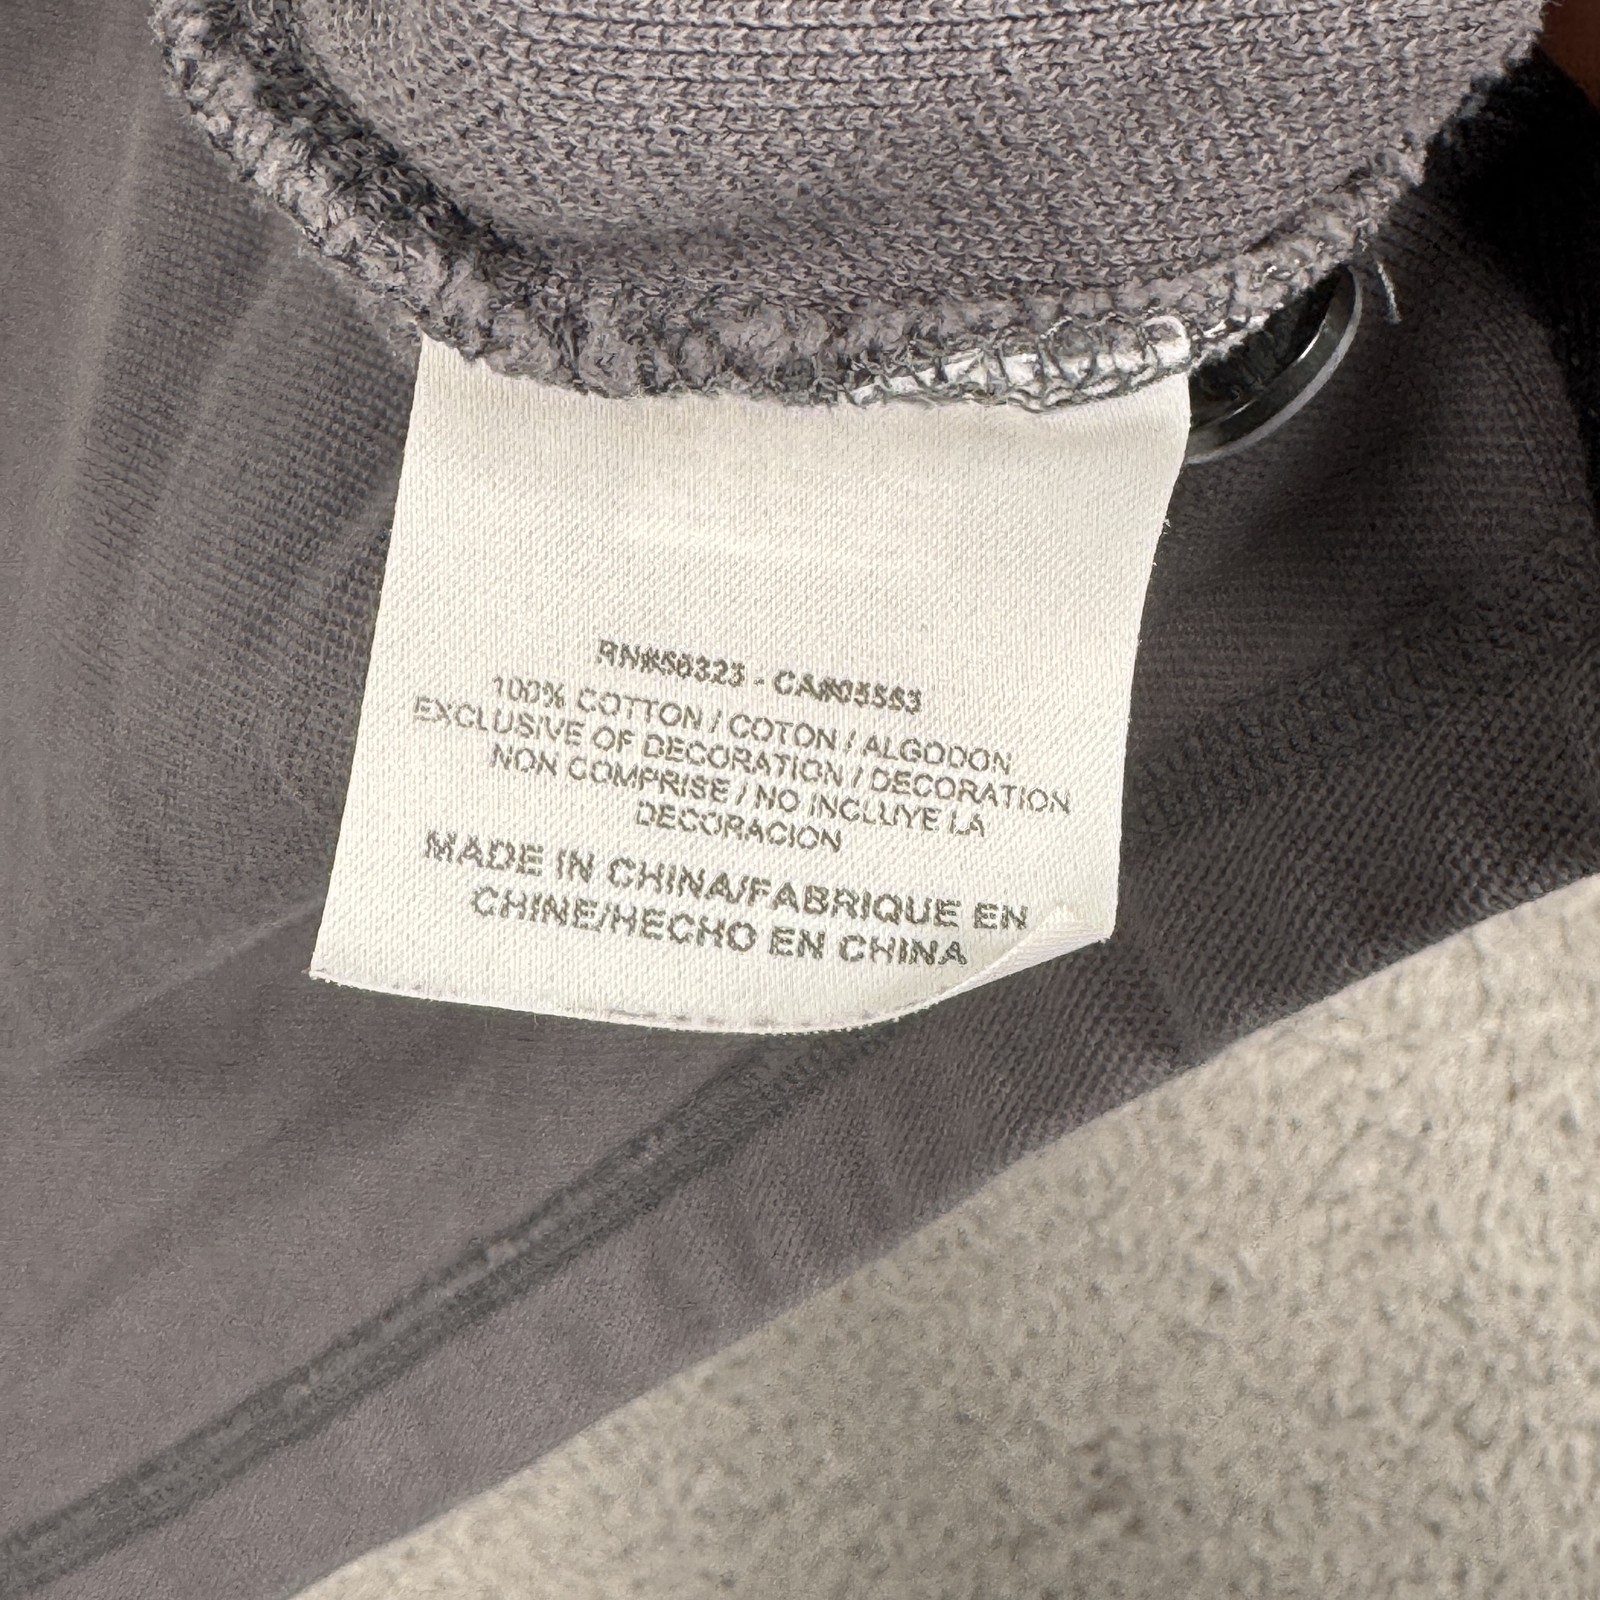 RN#56323 - CA#05553
100% COTTON / COTON / ALGODON
EXCLUSIVE OF DECORATION / DECORATION
NON COMPRISE / NO INCLUYE LA
DECORACION
MADE IN CHINA/FABRIQUE EN
CHINE/HECHO EN CHINA